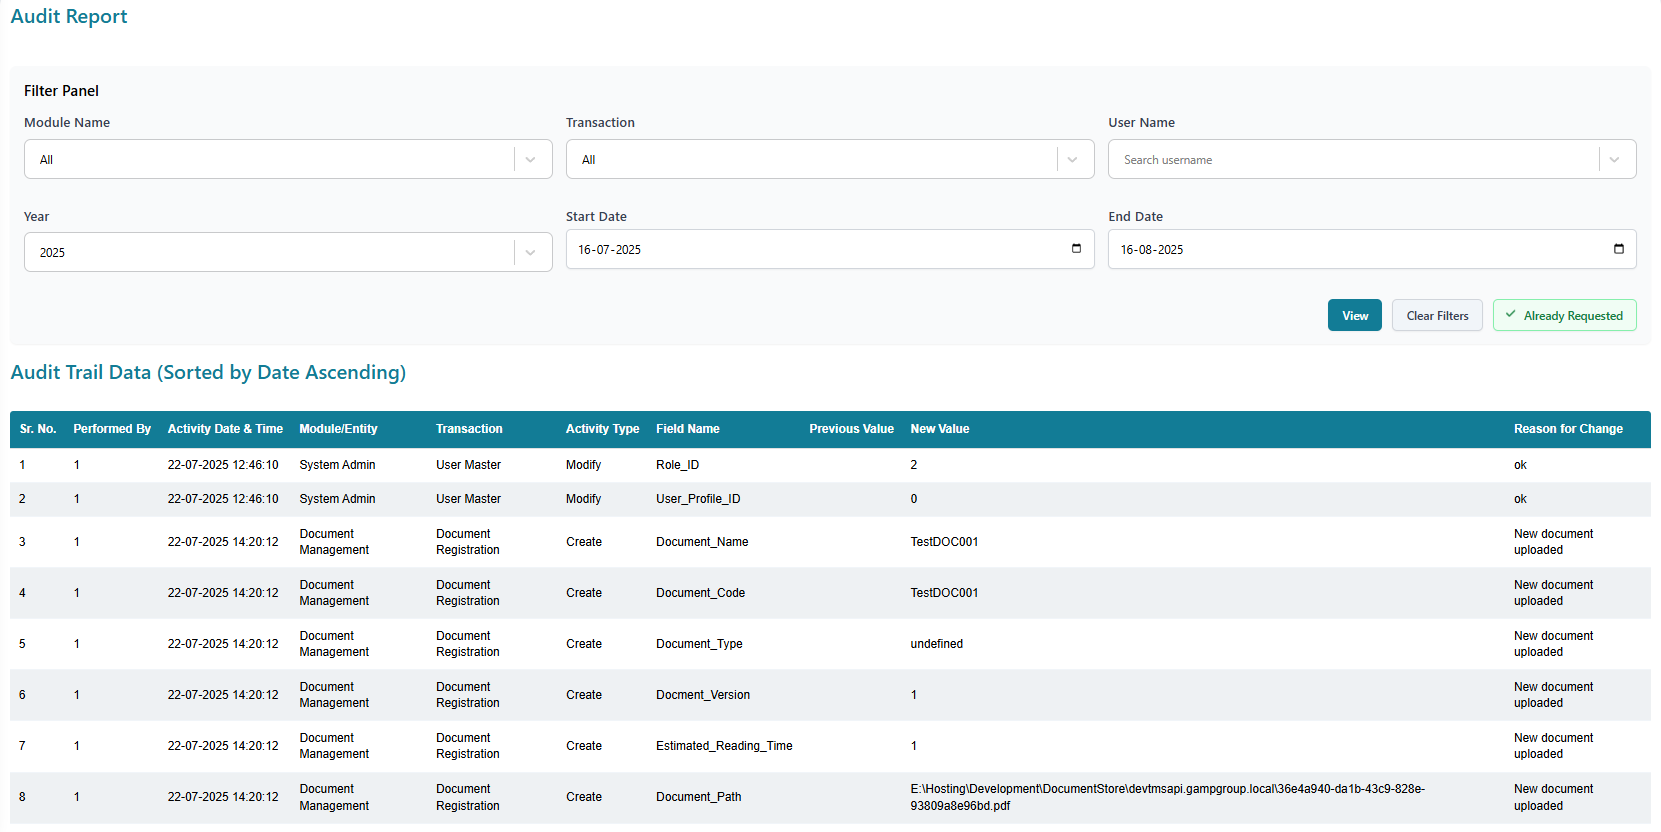 Audit Report
Filter Panel
Module Name Transaction User Name
All All Search username
Year Start Date End Date
2025 16-07-2025 16-08-2025
View Clear Filters Already Requested
Audit Trail Data (Sorted by Date Ascending)
Sr. No. Performed By Activity Date & Time Module/Entity Transaction Activity Type Field Name Previous Value New Value Reason for Change
1 1 22-07-2025 12:46:10 System Admin User Master Modify Role_ID 2 ok
2 1 22-07-2025 12:46:10 System Admin User Master Modify User_Profile_ID 0 ok
Document Document New document
3 1 22-07-2025 14:20:12 Create Document_Name TestDOC001
Management Registration uploaded
Document Document New document
4 1 22-07-2025 14:20:12 Create Document_Code TestDOC001
Management Registration uploaded
Document Document New document
5 1 22-07-2025 14:20:12 Create Document_Type undefined
Management Registration uploaded
Document Document New document
6 1 22-07-2025 14:20:12 Create Docment_Version 1
Management Registration uploaded
Document Document New document
7 1 22-07-2025 14:20:12 Create Estimated_Reading_Time 1
Management Registration uploaded
Document Document E:\Hosting\Development\DocumentStore\devtmsapi.gampgroup.local\36e4a940-da1b-43c9-828e- New document
8 1 22-07-2025 14:20:12 Create Document_Path
Management Registration 93809a8e96bd.pdf uploaded